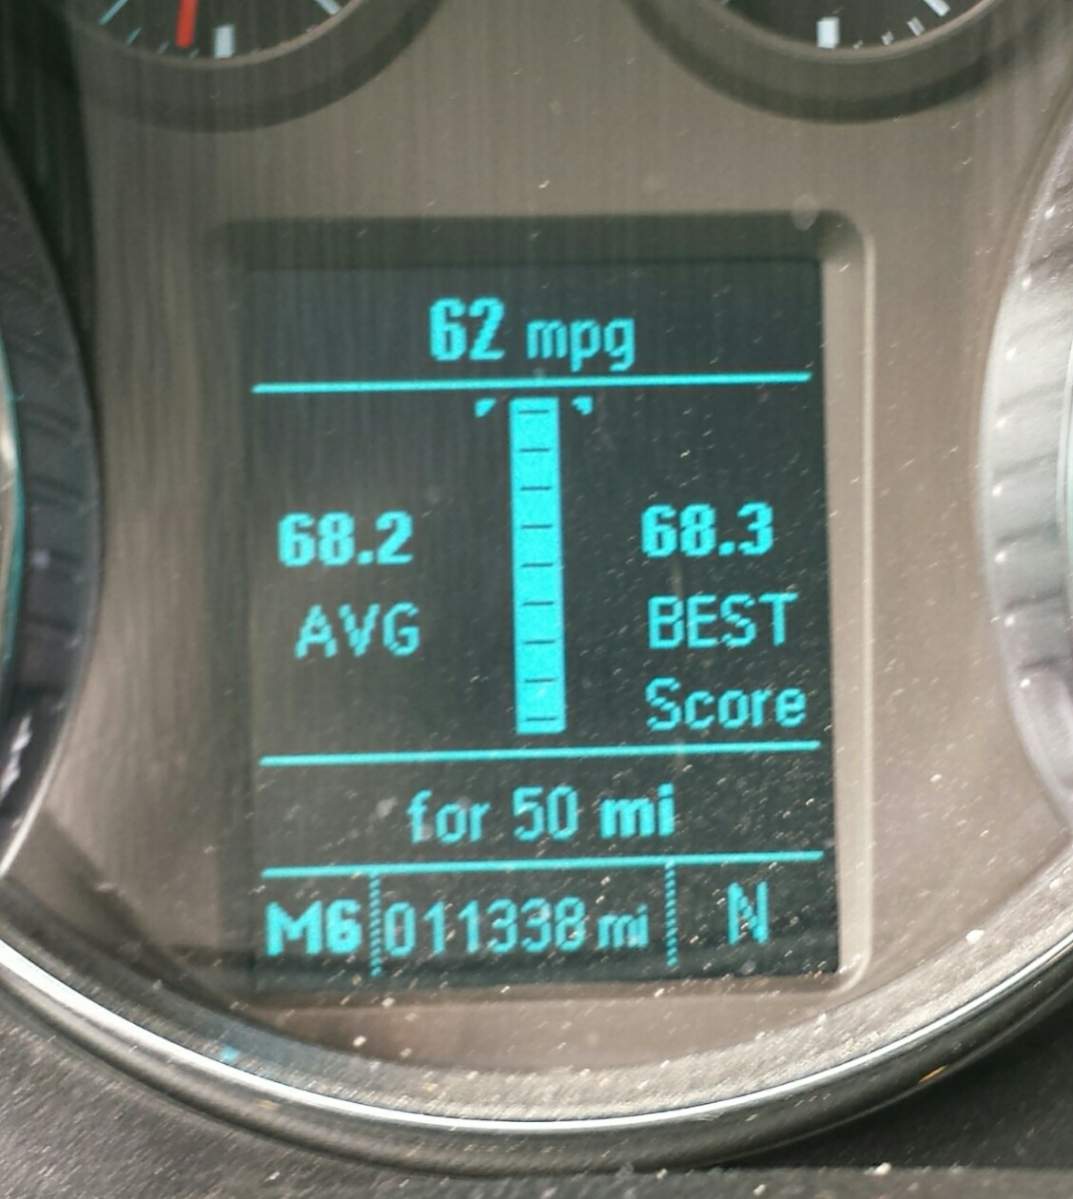 62 mpg
68.2 68.3
AVG BEST
Score
for 50 mi
M6 011338 mi N